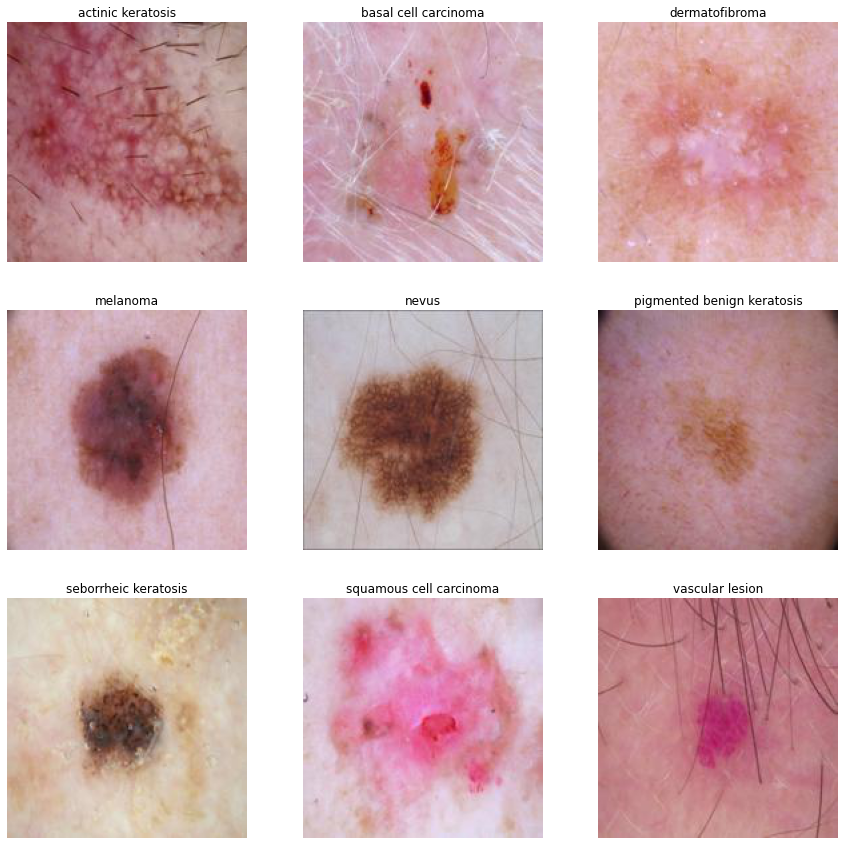 actinic keratosis
basal cell carcinoma
dermatofibroma
melanoma
nevus
pigmented benign keratosis
seborrheic keratosis
squamous cell carcinoma
vascular lesion